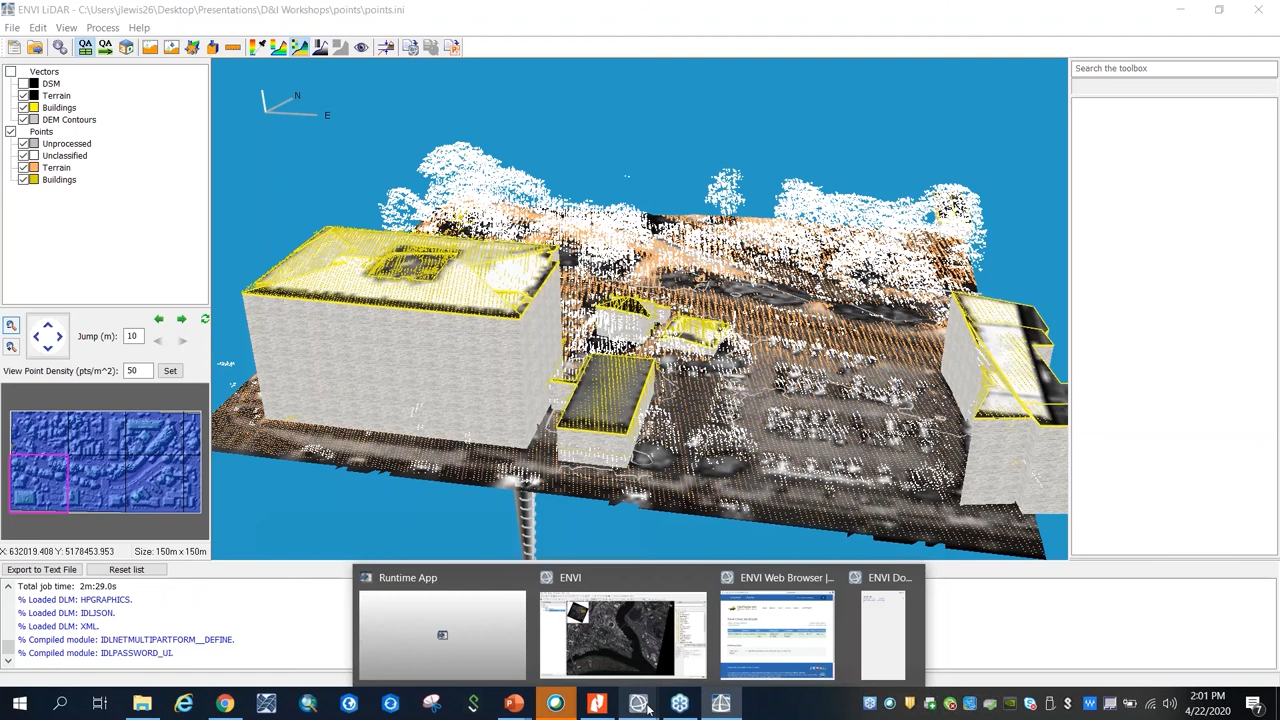 ENVI LiDAR - C:\Users\jlewis26\Desktop\Presentations\D&I Workshops\points\points.ini
File Edit View Process Help
Vectors
DSM
Terrain
Buildings
DEM Contours
Points
Unprocessed
Unclassified
Terrain
Buildings
N
E
Search the toolbox
Jump (m): 10
View Point Density (pts/m^2): 50 Set
X: 632019.408 Y: 5178453.953 Size: 150m x 150m
Export to Text File Reset list
Total job time: 2m:29.0s
% Loaded DLM: HPGRAPHICS.
% Loaded DLM: IDLJSON.
% Loaded DLM: XML.
% Compiled module: IDLNETMULTIPARTFORM__DEFINE.
% Compiled module: IDLPASSWORD_UI.
Runtime App ENVI ENVI Web Browser |... ENVI Do...
2:01 PM
4/22/2020